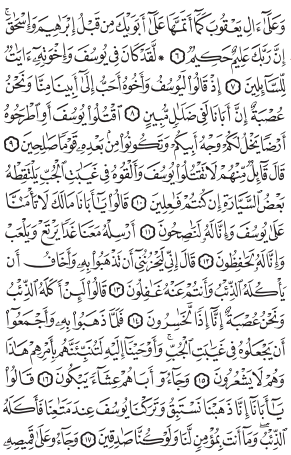 وَعَلَىٰٓ ءَالِ يَعْقُوبَ كَمَآ أَتَمَّهَا عَلَىٰٓ أَبَوَيْكَ مِن قَبْلُ إِبْرَٰهِيمَ وَإِسْحَٰقَۚ
إِنَّ رَبَّكَ عَلِيمٌ حَكِيمٌ ٦ ۞ لَّقَدْ كَانَ فِى يُوسُفَ وَإِخْوَتِهِۦٓ ءَايَٰتٌ
لِّلسَّآئِلِينَ ٧ إِذْ قَالُوا۟ لَيُوسُفُ وَأَخُوهُ أَحَبُّ إِلَىٰٓ أَبِينَا مِنَّا وَنَحْنُ
عُصْبَةٌ إِنَّ أَبَانَا لَفِى ضَلَٰلٍ مُّبِينٍ ٨ ٱقْتُلُوا۟ يُوسُفَ أَوِ ٱطْرَحُوهُ
أَرْضًا يَخْلُ لَكُمْ وَجْهُ أَبِيكُمْ وَتَكُونُوا۟ مِنۢ بَعْدِهِۦ قَوْمًا صَٰلِحِينَ ٩
قَالَ قَآئِلٌ مِّنْهُمْ لَا تَقْتُلُوا۟ يُوسُفَ وَأَلْقُوهُ فِى غَيَٰبَتِ ٱلْجُبِّ يَلْتَقِطْهُ
بَعْضُ ٱلسَّيَّارَةِ إِن كُنتُمْ فَٰعِلِينَ ١٠ قَالُوا۟ يَٰٓأَبَانَا مَالَكَ لَا تَأْمَ۫نَّا
عَلَىٰ يُوسُفَ وَإِنَّا لَهُۥ لَنَٰصِحُونَ ١١ أَرْسِلْهُ مَعَنَا غَدًا يَرْتَعْ وَيَلْعَبْ
وَإِنَّا لَهُۥ لَحَٰفِظُونَ ١٢ قَالَ إِنِّى لَيَحْزُنُنِىٓ أَن تَذْهَبُوا۟ بِهِۦ وَأَخَافُ أَن
يَأْكُلَهُ ٱلذِّئْبُ وَأَنتُمْ عَنْهُ غَٰفِلُونَ ١٣ قَالُوا۟ لَئِنْ أَكَلَهُ ٱلذِّئْبُ
وَنَحْنُ عُصْبَةٌ إِنَّآ إِذًا لَّخَٰسِرُونَ ١٤ فَلَمَّا ذَهَبُوا۟ بِهِۦ وَأَجْمَعُوٓا۟
أَن يَجْعَلُوهُ فِى غَيَٰبَتِ ٱلْجُبِّۚ وَأَوْحَيْنَآ إِلَيْهِ لَتُنَبِّئَنَّهُم بِأَمْرِهِمْ هَٰذَا
وَهُمْ لَا يَشْعُرُونَ ١٥ وَجَآءُوٓ أَبَاهُمْ عِشَآءً يَبْكُونَ ١٦ قَالُوا۟
يَٰٓأَبَانَآ إِنَّا ذَهَبْنَا نَسْتَبِقُ وَتَرَكْنَا يُوسُفَ عِندَ مَتَٰعِنَا فَأَكَلَهُ
ٱلذِّئْبُۖ وَمَآ أَنتَ بِمُؤْمِنٍ لَّنَا وَلَوْ كُنَّا صَٰدِقِينَ ١٧ وَجَآءُو عَلَىٰ قَمِيصِهِۦ